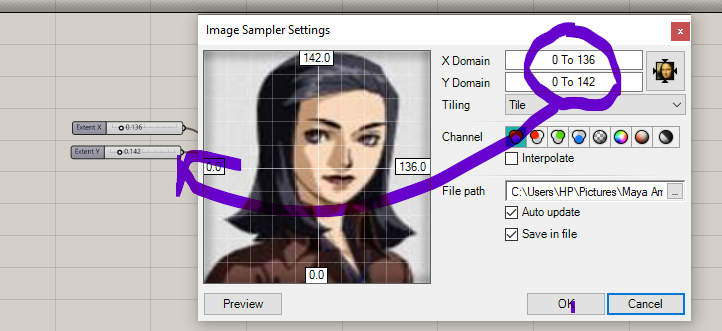 Image Sampler Settings
x
142.0
0.0
136.0
0.0
X Domain
0 To 136
Y Domain
0 To 142
Tiling
Tile
Channel
Interpolate
File path
C:\Users\HP\Pictures\Maya Am
...
Auto update
Save in file
Preview
OK
Cancel
Extent X
0.136
Extent Y
0.142